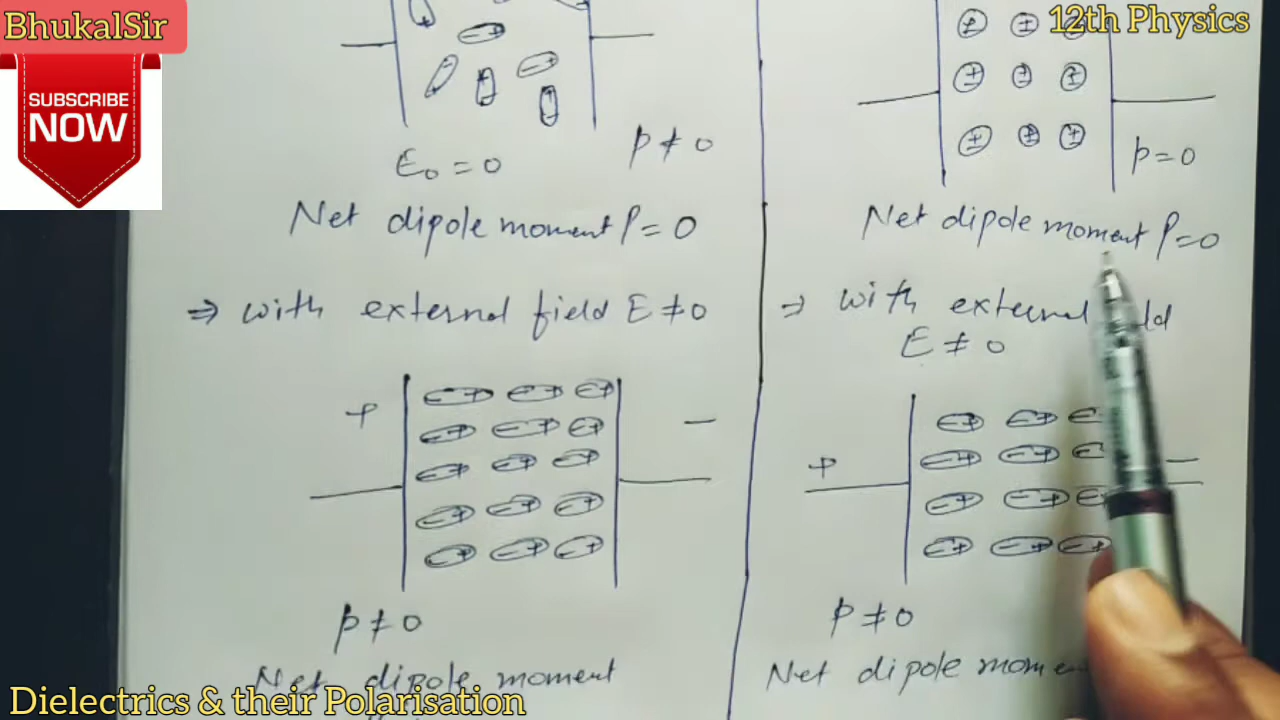 BhukalSir
SUBSCRIBE
NOW
12th Physics
E₀ = 0
p ≠ 0
Net dipole moment P = 0
⇒ with external field E ≠ 0
+
−
p ≠ 0
Net dipole moment
p = 0
Net dipole moment P = 0
⇒ with external
E ≠ 0
+
−
p ≠ 0
Net dipole
Dielectrics & their Polarisation